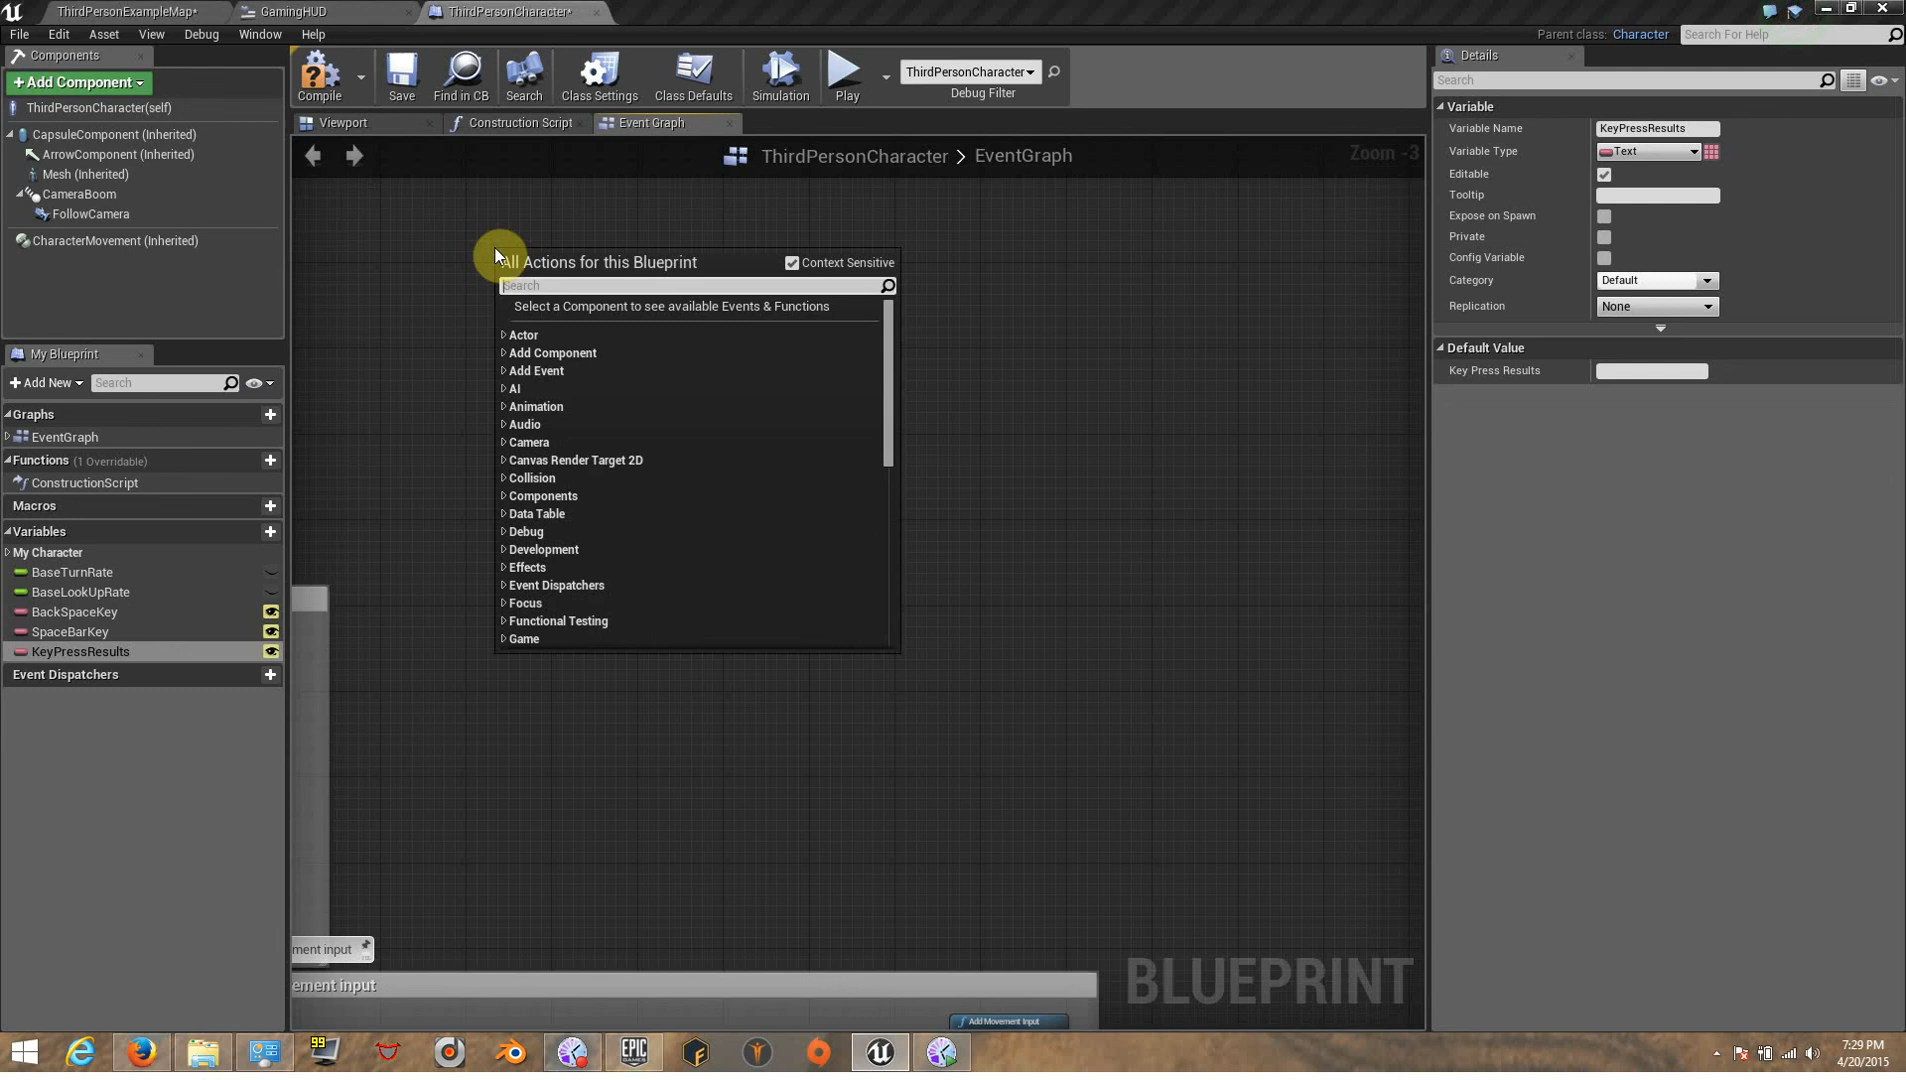 ThirdPersonExampleMap*
GamingHUD
ThirdPersonCharacter*
File Edit Asset View Debug Window Help
Parent class: Character
Search For Help
Components
+Add Component
ThirdPersonCharacter(self)
CapsuleComponent (Inherited)
ArrowComponent (Inherited)
Mesh (Inherited)
CameraBoom
FollowCamera
CharacterMovement (Inherited)
My Blueprint
+Add New
Search
Graphs
EventGraph
Functions (1 Overridable)
ConstructionScript
Macros
Variables
My Character
BaseTurnRate
BaseLookUpRate
BackSpaceKey
SpaceBarKey
KeyPressResults
Event Dispatchers
Compile
Save
Find in CB
Search
Class Settings
Class Defaults
Simulation
Play
ThirdPersonCharacter
Debug Filter
Viewport
Construction Script
Event Graph
ThirdPersonCharacter > EventGraph
Zoom -3
All Actions for this Blueprint
Context Sensitive
Search
Select a Component to see available Events & Functions
Actor
Add Component
Add Event
AI
Animation
Audio
Camera
Canvas Render Target 2D
Collision
Components
Data Table
Debug
Development
Effects
Event Dispatchers
Focus
Functional Testing
Game
ment input
ement input
Add Movement Input
BLUEPRINT
Details
Search
Variable
Variable Name KeyPressResults
Variable Type Text
Editable
Tooltip
Expose on Spawn
Private
Config Variable
Category Default
Replication None
Default Value
Key Press Results
99
EPIC
GAMES
7:29 PM
4/20/2015